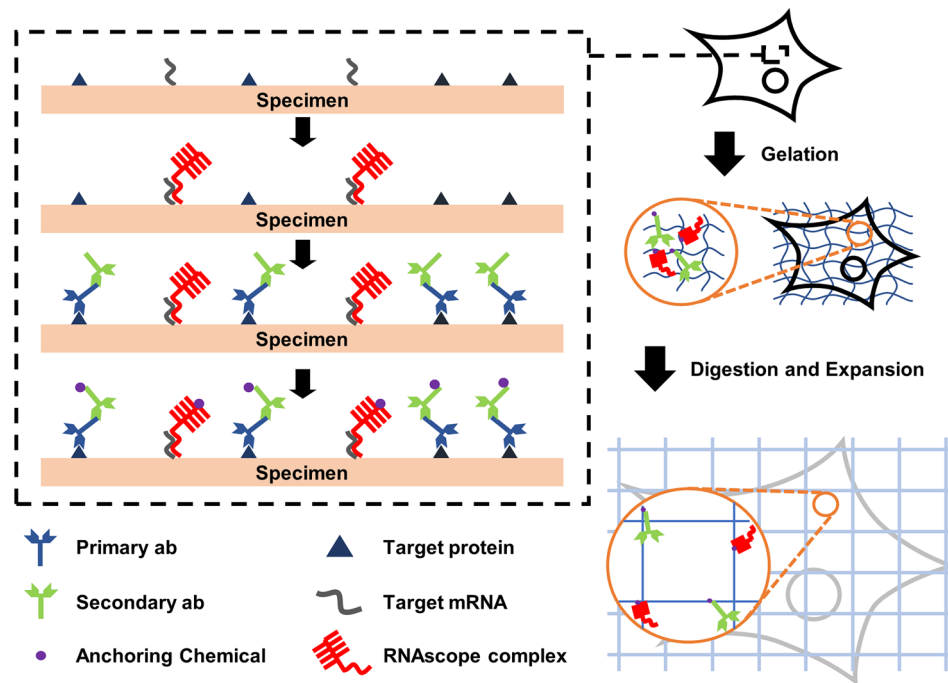 Specimen
Specimen
Specimen
Specimen
Gelation
Digestion and Expansion
Primary ab
Target protein
Secondary ab
Target mRNA
Anchoring Chemical
RNAscope complex